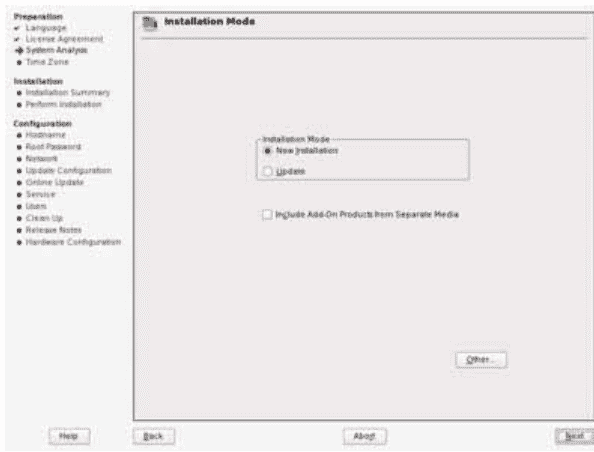 Preparation
Language
License Agreement
System Analysis
Time Zone
Installation
Installation Summary
Perform Installation
Configuration
Hostname
Root Password
Network
Update Configuration
Online Update
Service
Users
Clean Up
Release Notes
Hardware Configuration
Installation Mode
Installation Mode
New Installation
Update
Include Add-On Products from Separate Media
Other...
Help
Back
Abort
Next